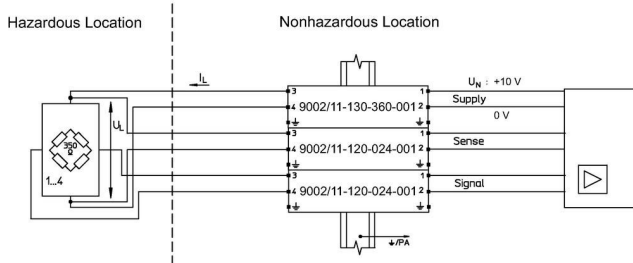 Hazardous Location
Nonhazardous Location
I_L
U_N : +10 V
3 1
Supply
4 9002/11-130-360-001 2
0 V
U_L
3 1
350
Ω
4 9002/11-120-024-001 2
Sense
3 1
1...4
4 9002/11-120-024-001 2
Signal
⏚/PA